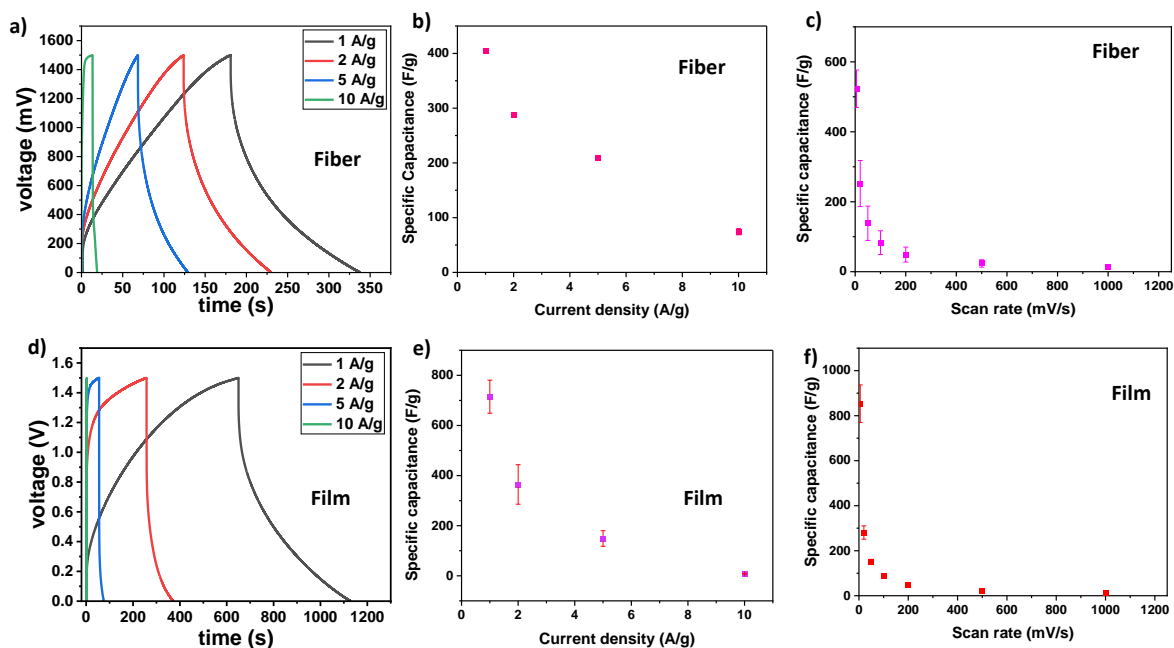 a)
1600
1400
1200
1000
800
600
400
200
0
voltage (mV)
0 50 100 150 200 250 300 350
time (s)
1 A/g
2 A/g
5 A/g
10 A/g
Fiber
b)
400
300
200
100
0
Specific Capacitance (F/g)
0 2 4 6 8 10
Current density (A/g)
Fiber
c)
600
400
200
0
Specific capacitance (F/g)
0 200 400 600 800 1000 1200
Scan rate (mV/s)
Fiber
d)
1.6
1.4
1.2
1.0
0.8
0.6
0.4
0.2
0.0
voltage (V)
0 200 400 600 800 1000 1200
time (s)
1 A/g
2 A/g
5 A/g
10 A/g
Film
e)
800
600
400
200
0
Specific capacitance (F/g)
0 2 4 6 8 10
Current density (A/g)
Film
f)
1000
800
600
400
200
0
Specific capacitance (F/g)
0 200 400 600 800 1000 1200
Scan rate (mV/s)
Film